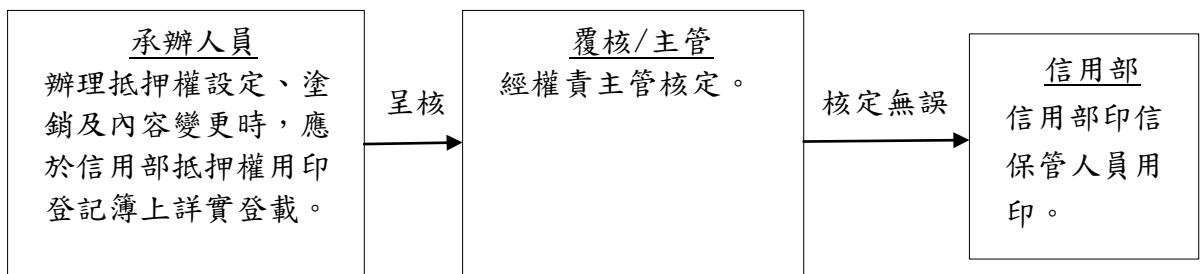 承辦人員
辦理抵押權設定、塗
銷及內容變更時，應
於信用部抵押權用印
登記簿上詳實登載。
呈核
覆核/主管
經權責主管核定。
核定無誤
信用部
信用部印信
保管人員用
印。